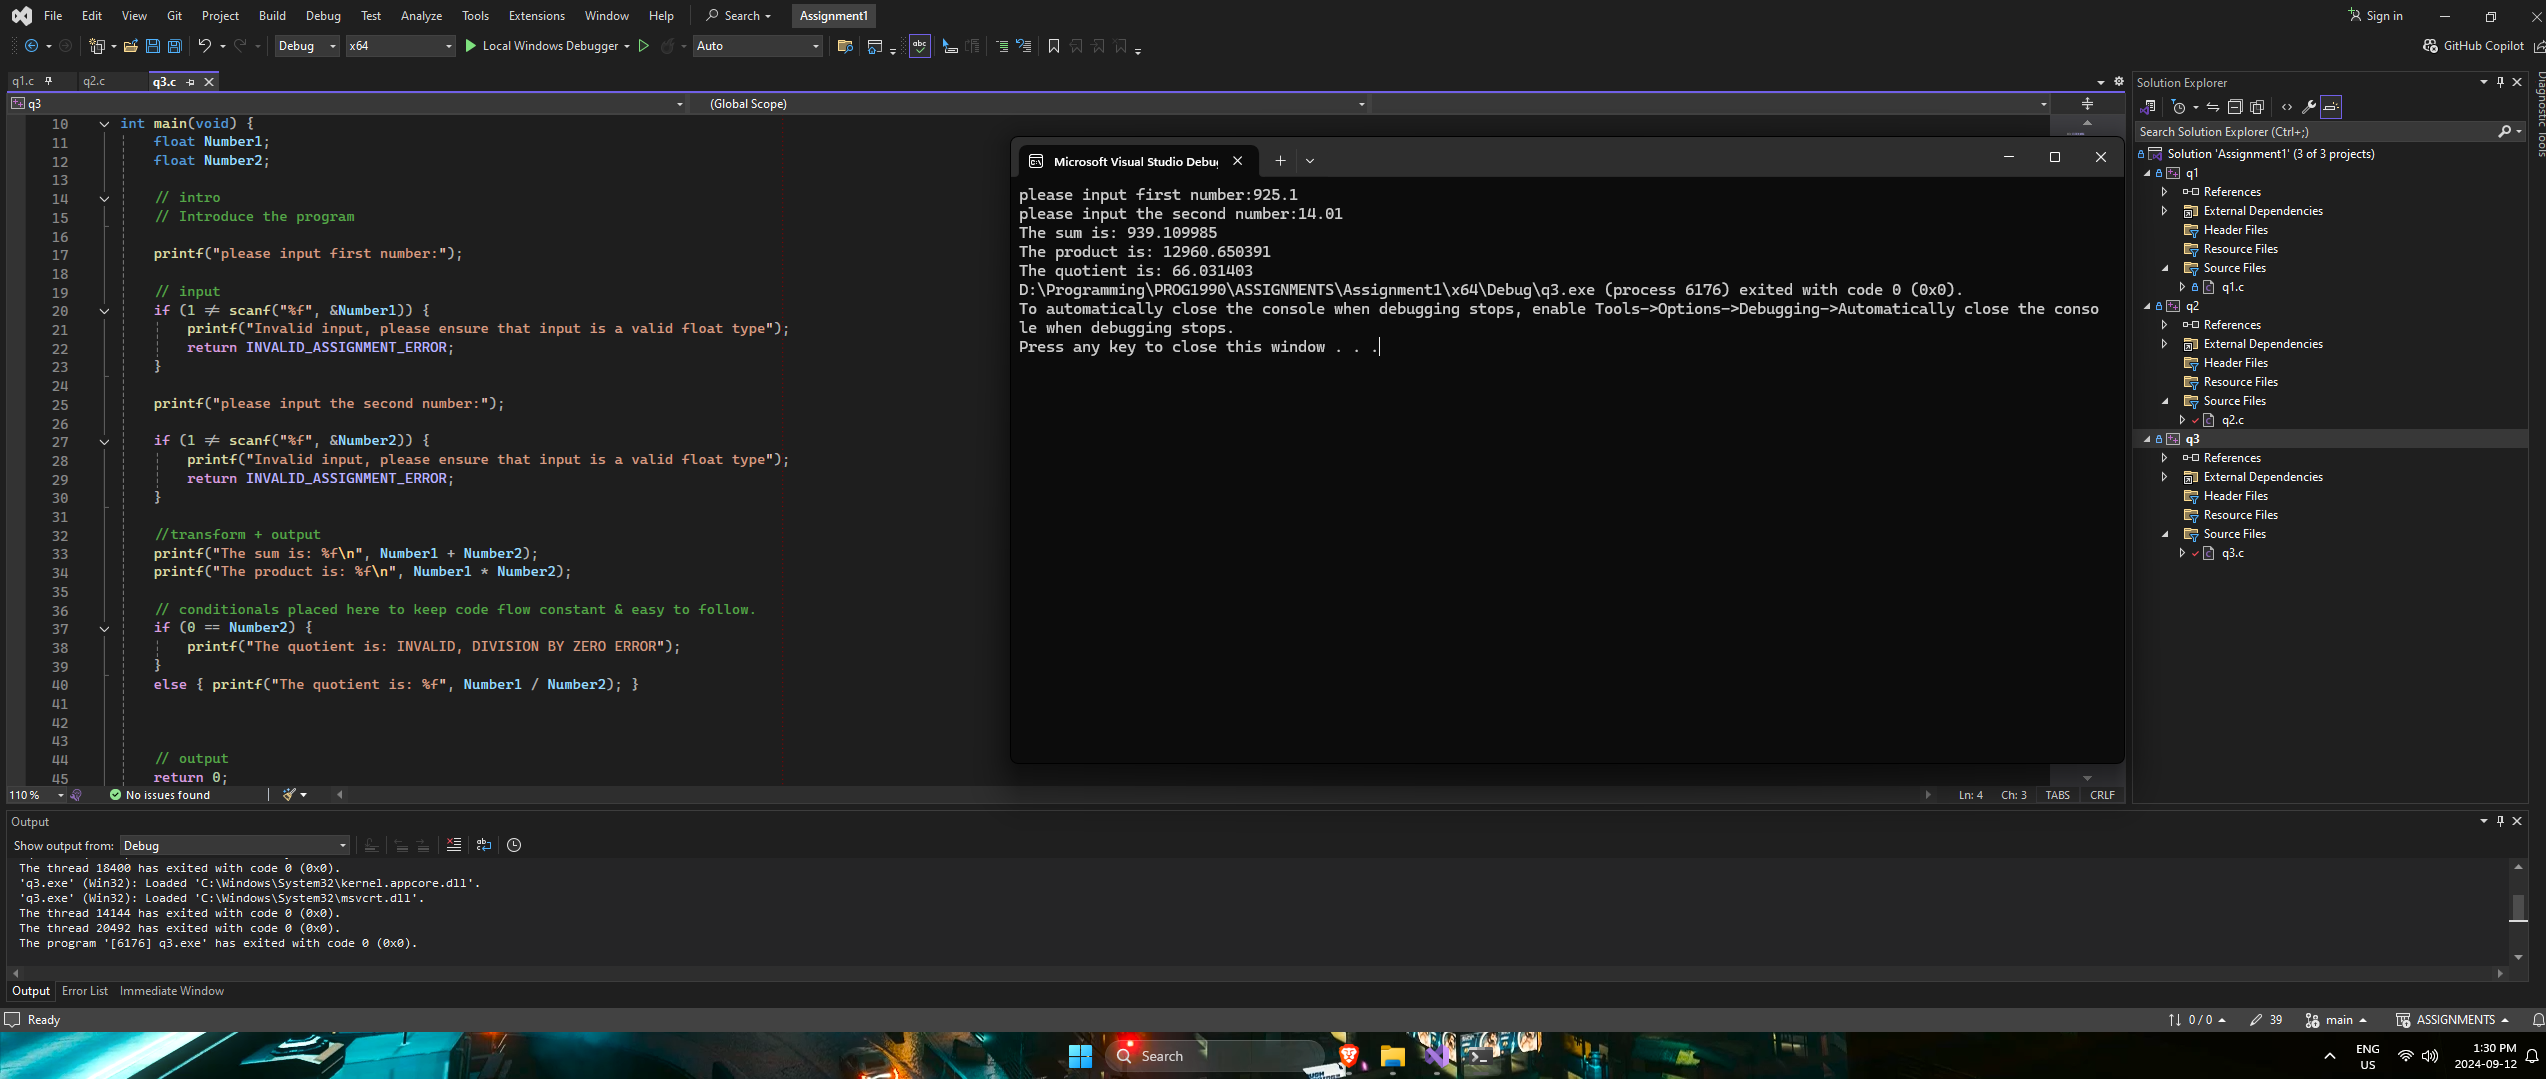 File Edit View Git Project Build Debug Test Analyze Tools Extensions Window Help Search Assignment1 Sign in
Debug x64 Local Windows Debugger Auto GitHub Copilot
q1.c q2.c q3.c
q3 (Global Scope)
10 int main(void) {
11 float Number1;
12 float Number2;
13
14 // intro
15 // Introduce the program
16
17 printf("please input first number:");
18
19 // input
20 if (1 ≠ scanf("%f", &Number1)) {
21 printf("Invalid input, please ensure that input is a valid float type");
22 return INVALID_ASSIGNMENT_ERROR;
23 }
24
25 printf("please input the second number:");
26
27 if (1 ≠ scanf("%f", &Number2)) {
28 printf("Invalid input, please ensure that input is a valid float type");
29 return INVALID_ASSIGNMENT_ERROR;
30 }
31
32 //transform + output
33 printf("The sum is: %f\n", Number1 + Number2);
34 printf("The product is: %f\n", Number1 * Number2);
35
36 // conditionals placed here to keep code flow constant & easy to follow.
37 if (0 == Number2) {
38 printf("The quotient is: INVALID, DIVISION BY ZERO ERROR");
39 }
40 else { printf("The quotient is: %f", Number1 / Number2); }
41
42
43
44 // output
45 return 0;
110 % No issues found Ln: 4 Ch: 3 TABS CRLF
Microsoft Visual Studio Debug
please input first number:925.1
please input the second number:14.01
The sum is: 939.109985
The product is: 12960.650391
The quotient is: 66.031403
D:\Programming\PROG1990\ASSIGNMENTS\Assignment1\x64\Debug\q3.exe (process 6176) exited with code 0 (0x0).
To automatically close the console when debugging stops, enable Tools->Options->Debugging->Automatically close the conso
le when debugging stops.
Press any key to close this window . . .
Solution Explorer
Search Solution Explorer (Ctrl+;)
Solution 'Assignment1' (3 of 3 projects)
q1
References
External Dependencies
Header Files
Resource Files
Source Files
q1.c
q2
References
External Dependencies
Header Files
Resource Files
Source Files
q2.c
q3
References
External Dependencies
Header Files
Resource Files
Source Files
q3.c
Diagnostic Tools
Output
Show output from: Debug
The thread 18400 has exited with code 0 (0x0).
'q3.exe' (Win32): Loaded 'C:\Windows\System32\kernel.appcore.dll'.
'q3.exe' (Win32): Loaded 'C:\Windows\System32\msvcrt.dll'.
The thread 14144 has exited with code 0 (0x0).
The thread 20492 has exited with code 0 (0x0).
The program '[6176] q3.exe' has exited with code 0 (0x0).
Output Error List Immediate Window
Ready 0 / 0 39 main ASSIGNMENTS
Search
ENG
US
1:30 PM
2024-09-12